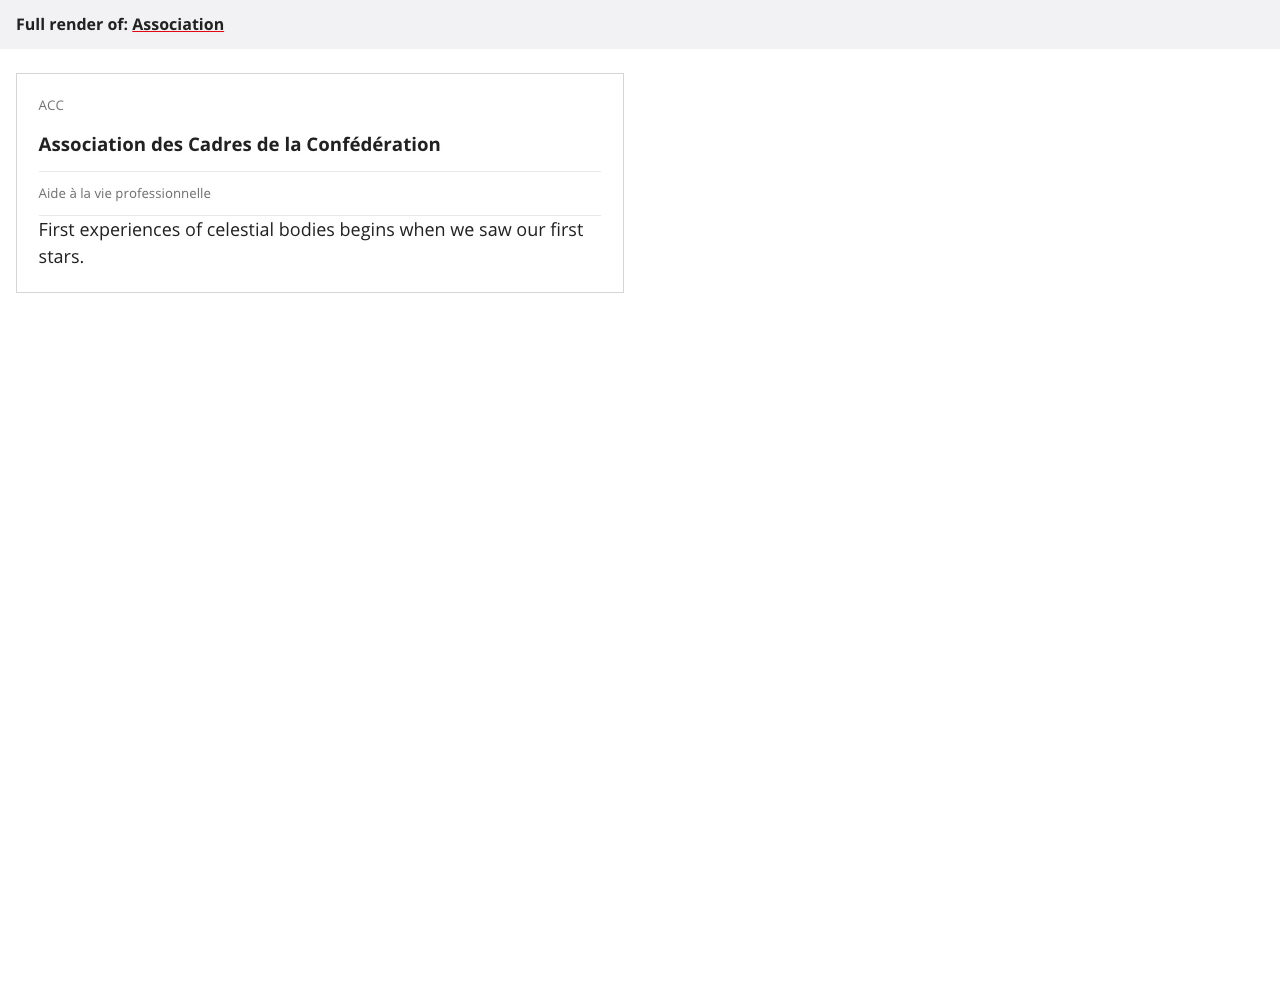 Full render of: Association
ACC
Association des Cadres de la Confédération
Aide à la vie professionnelle
First experiences of celestial bodies begins when we saw our first
stars.